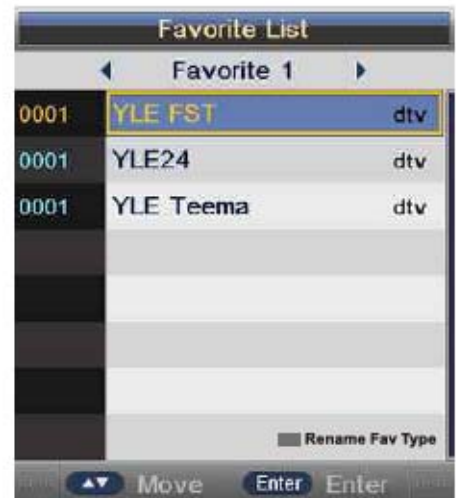 Favorite List
Favorite 1
0001 YLE FST dtv
0001 YLE24 dtv
0001 YLE Teema dtv
Rename Fav Type
Move Enter Enter